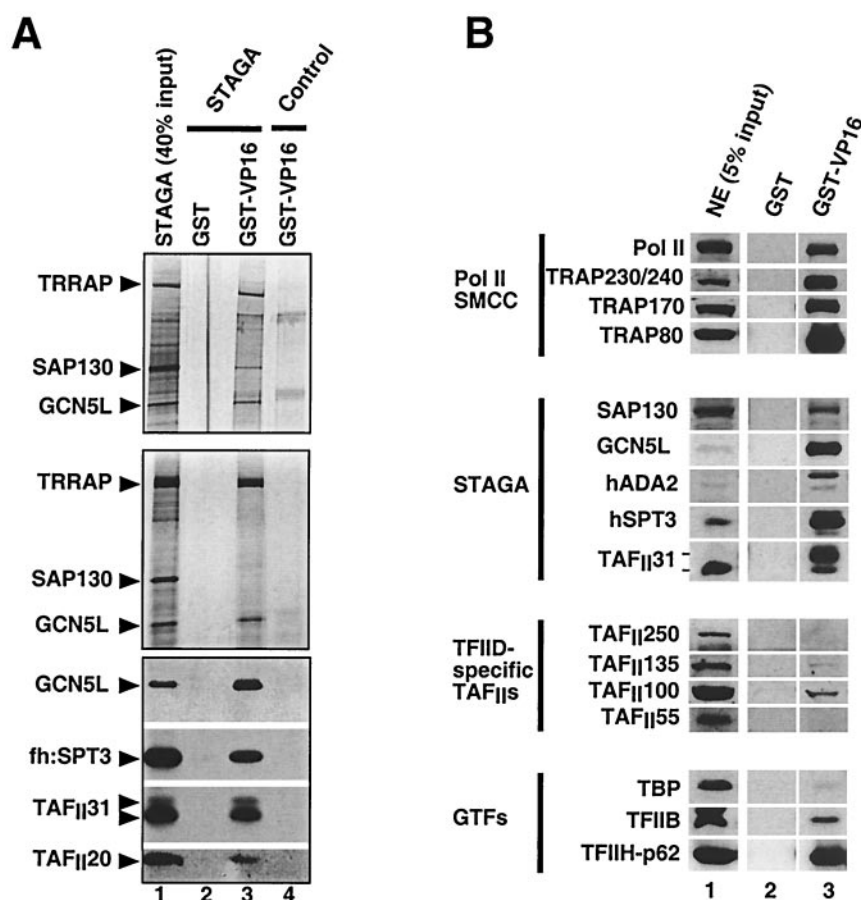 A
STAGA
Control
STAGA (40% input)
GST
GST-VP16
GST-VP16
TRRAP
SAP130
GCN5L
TRRAP
SAP130
GCN5L
GCN5L
fh:SPT3
TAFII31
TAFII20
1 2 3 4
B
NE (5% input)
GST
GST-VP16
Pol II
SMCC
Pol II
TRAP230/240
TRAP170
TRAP80
STAGA
SAP130
GCN5L
hADA2
hSPT3
TAFII31
TFIID-
specific
TAFIIs
TAFII250
TAFII135
TAFII100
TAFII55
GTFs
TBP
TFIIB
TFIIH-p62
1 2 3